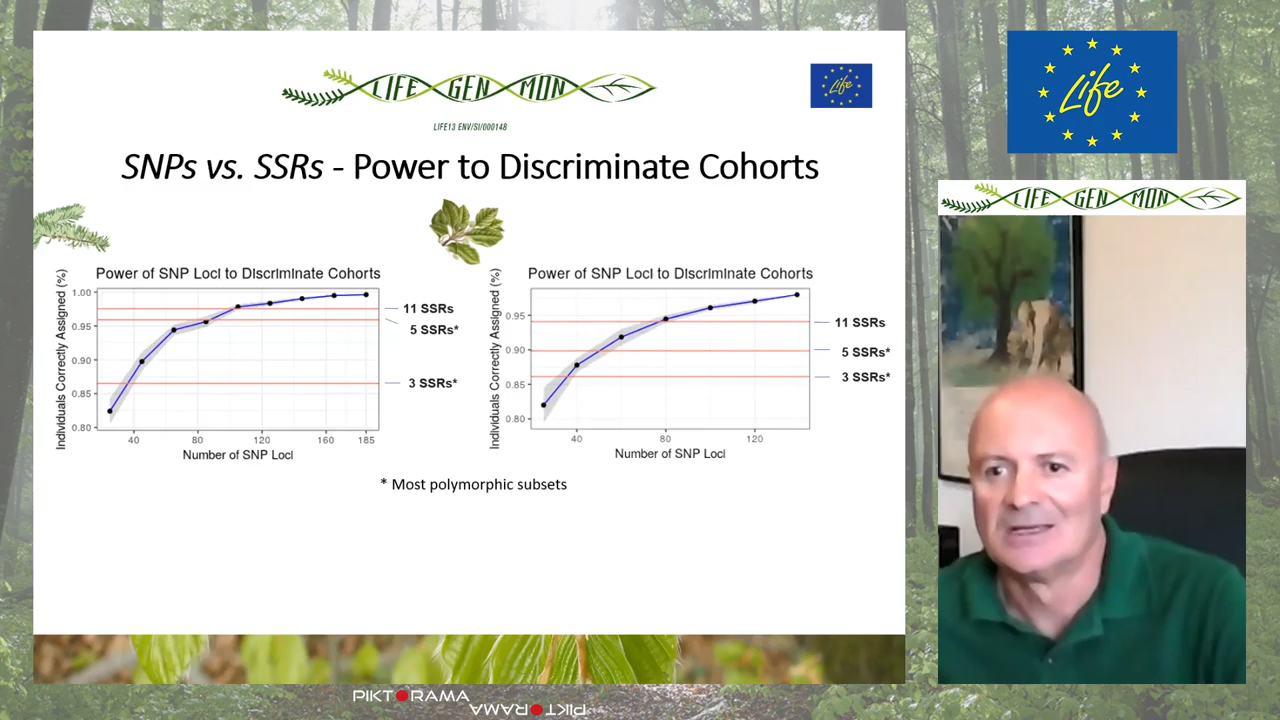 LIFE GEN MON
LIFE13 ENV/SI/000148
Life
SNPs vs. SSRs - Power to Discriminate Cohorts
Power of SNP Loci to Discriminate Cohorts
Individuals Correctly Assigned (%)
1.00
0.95
0.90
0.85
0.80
40 80 120 160 185
Number of SNP Loci
11 SSRs
5 SSRs*
3 SSRs*
Power of SNP Loci to Discriminate Cohorts
Individuals Correctly Assigned (%)
0.95
0.90
0.85
0.80
40 80 120
Number of SNP Loci
11 SSRs
5 SSRs*
3 SSRs*
* Most polymorphic subsets
Life
LIFE GEN MON
PIKTORAMA
PIKTORAMA